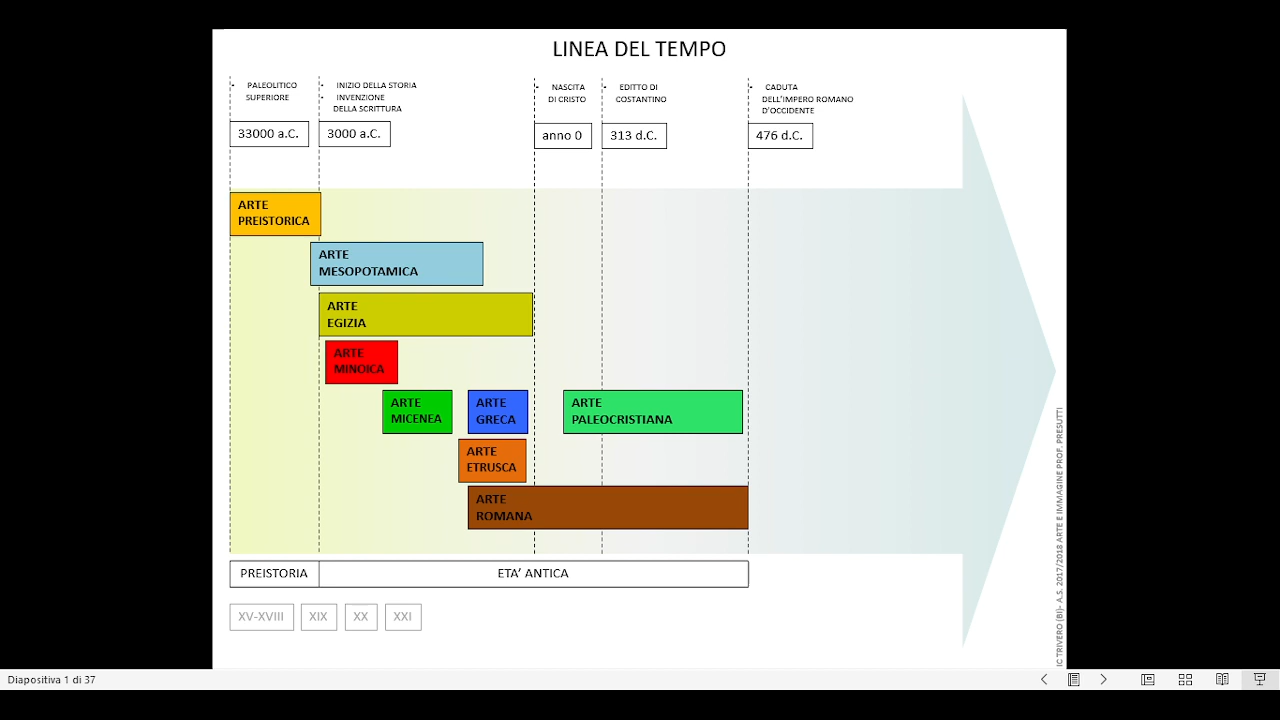 LINEA DEL TEMPO
• PALEOLITICO
SUPERIORE
• INIZIO DELLA STORIA
• INVENZIONE
DELLA SCRITTURA
• NASCITA
DI CRISTO
• EDITTO DI
COSTANTINO
• CADUTA
DELL'IMPERO ROMANO
D'OCCIDENTE
33000 a.C.
3000 a.C.
anno 0
313 d.C.
476 d.C.
ARTE
PREISTORICA
ARTE
MESOPOTAMICA
ARTE
EGIZIA
ARTE
MINOICA
ARTE
MICENEA
ARTE
GRECA
ARTE
PALEOCRISTIANA
ARTE
ETRUSCA
ARTE
ROMANA
PREISTORIA
ETA' ANTICA
XV-XVIII
XIX
XX
XXI
IC TRIVERO (BI)- A.S. 2017/2018 ARTE E IMMAGINE PROF. PRESUTTI
Diapositiva 1 di 37